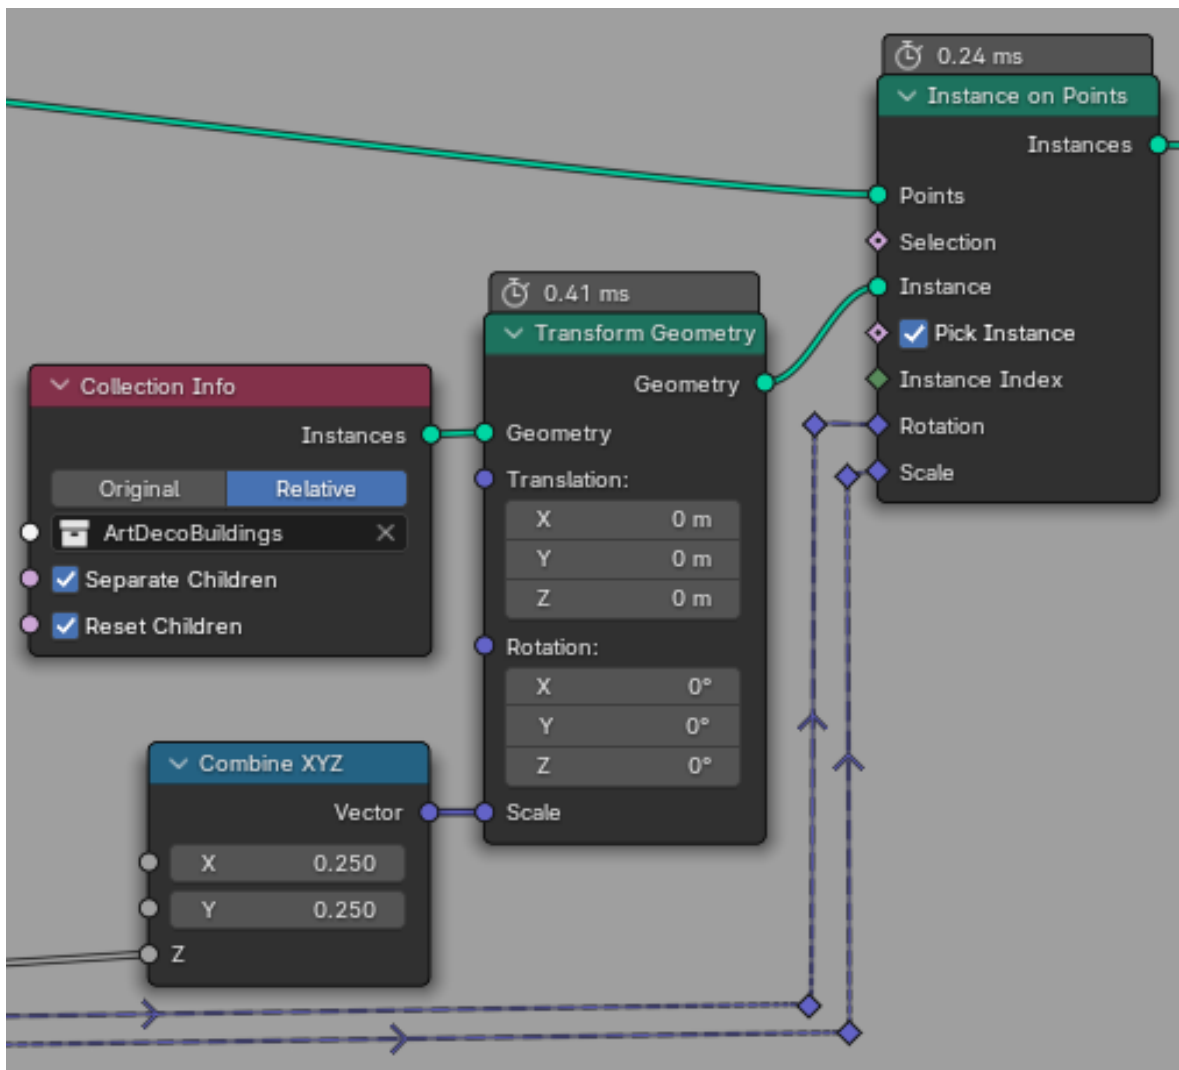 0.24 ms
Instance on Points
Instances
Points
Selection
Instance
Pick Instance
Instance Index
Rotation
Scale
0.41 ms
Transform Geometry
Geometry
Geometry
Translation:
X 0 m
Y 0 m
Z 0 m
Rotation:
X 0°
Y 0°
Z 0°
Scale
Collection Info
Instances
Original Relative
ArtDecoBuildings
Separate Children
Reset Children
Combine XYZ
Vector
X 0.250
Y 0.250
Z